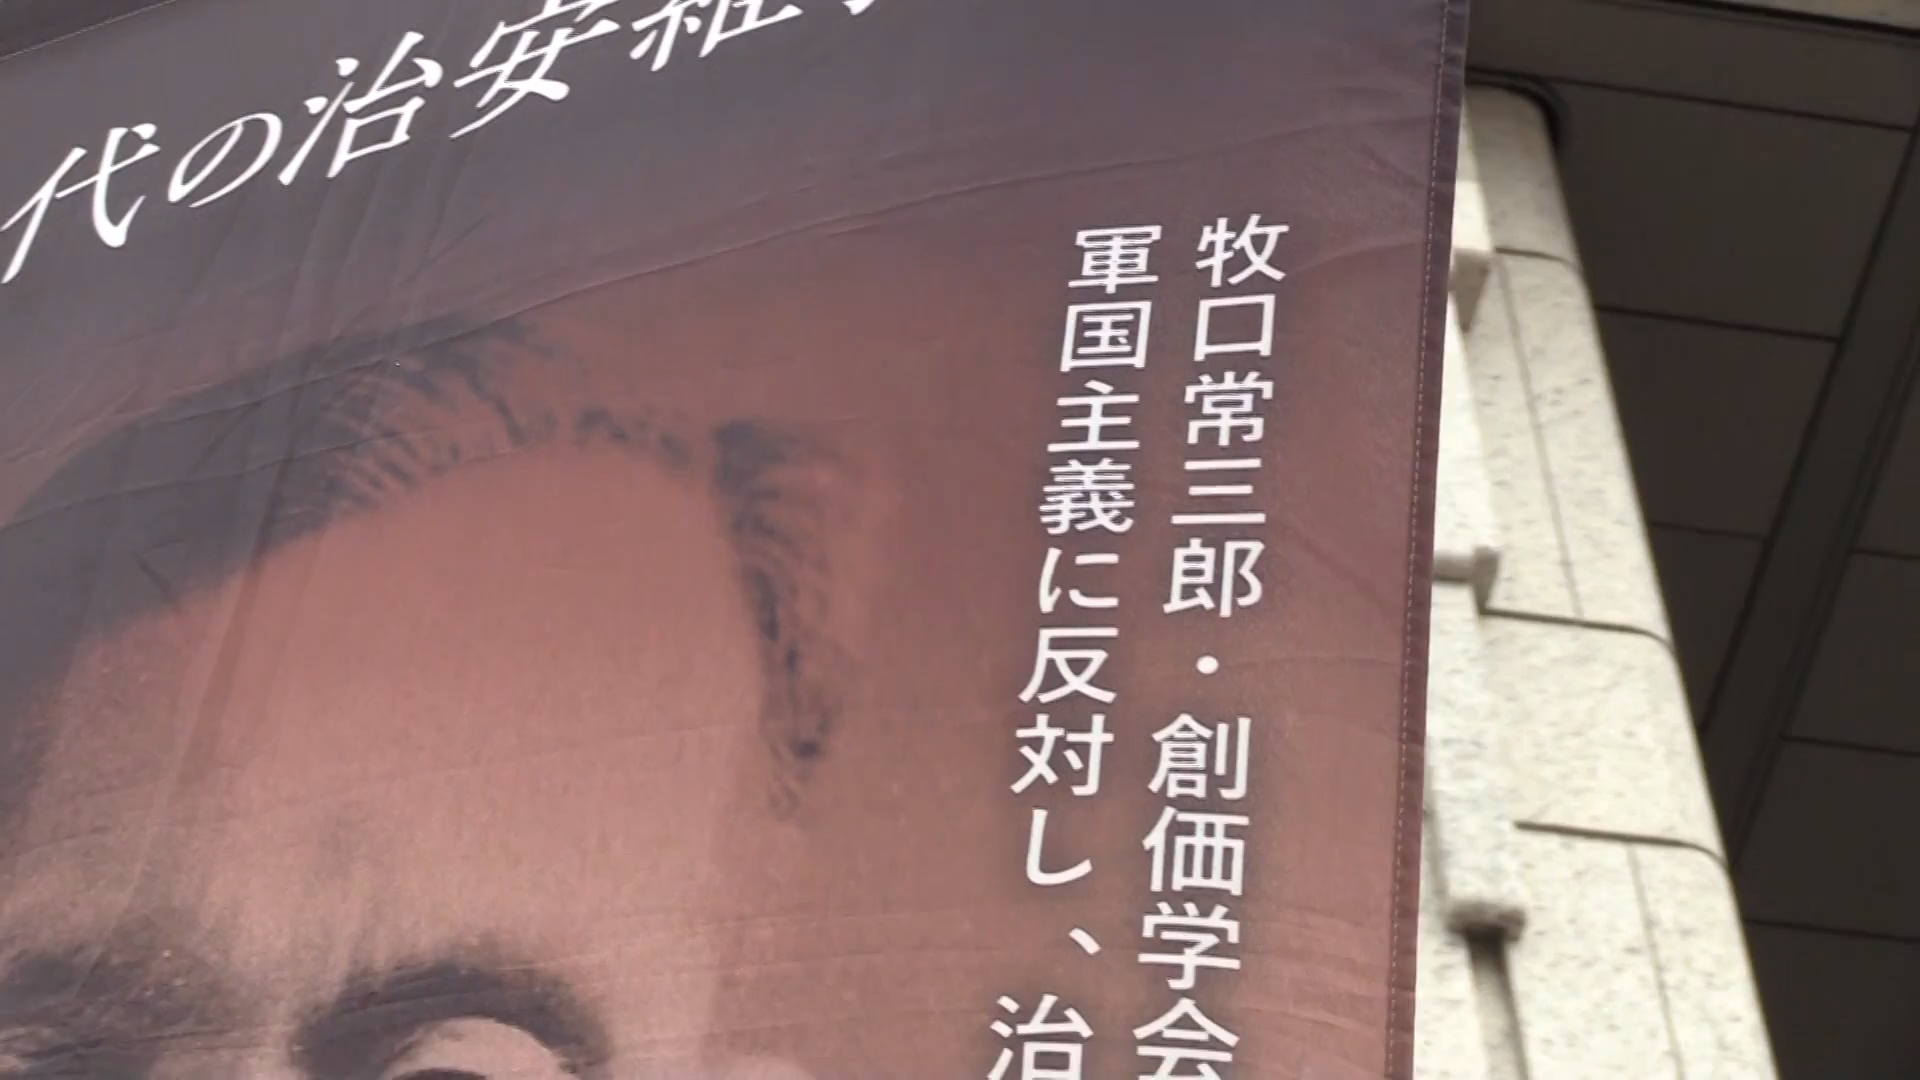 代の治安維
牧口常三郎・創価学会
軍国主義に反対し、治